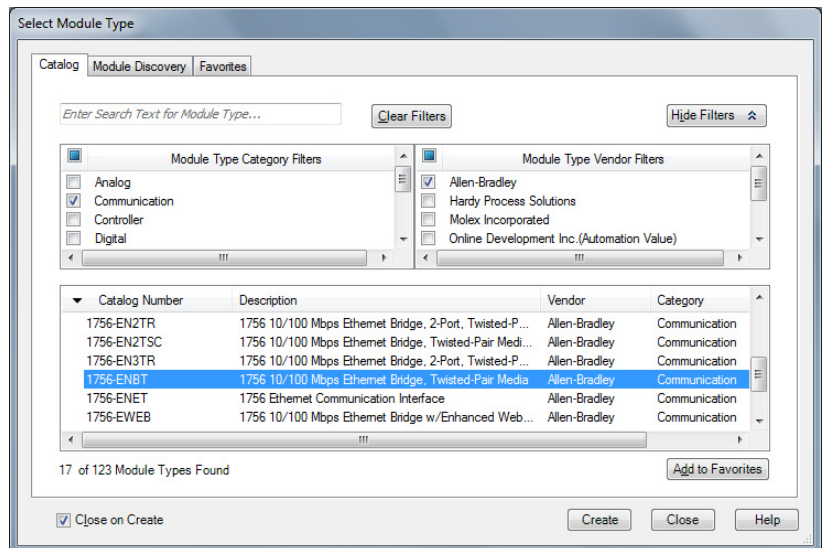 Select Module Type
Catalog Module Discovery Favorites
Enter Search Text for Module Type... Clear Filters Hide Filters
Module Type Category Filters Module Type Vendor Filters
Analog Allen-Bradley
Communication Hardy Process Solutions
Controller Molex Incorporated
Digital Online Development Inc.(Automation Value)
Catalog Number Description Vendor Category
1756-EN2TR 1756 10/100 Mbps Ethernet Bridge, 2-Port, Twisted-P... Allen-Bradley Communication
1756-EN2TSC 1756 10/100 Mbps Ethernet Bridge, Twisted-Pair Medi... Allen-Bradley Communication
1756-EN3TR 1756 10/100 Mbps Ethernet Bridge, 2-Port, Twisted-P... Allen-Bradley Communication
1756-ENBT 1756 10/100 Mbps Ethernet Bridge, Twisted-Pair Media Allen-Bradley Communication
1756-ENET 1756 Ethernet Communication Interface Allen-Bradley Communication
1756-EWEB 1756 10/100 Mbps Ethernet Bridge w/Enhanced Web... Allen-Bradley Communication
17 of 123 Module Types Found Add to Favorites
Close on Create Create Close Help